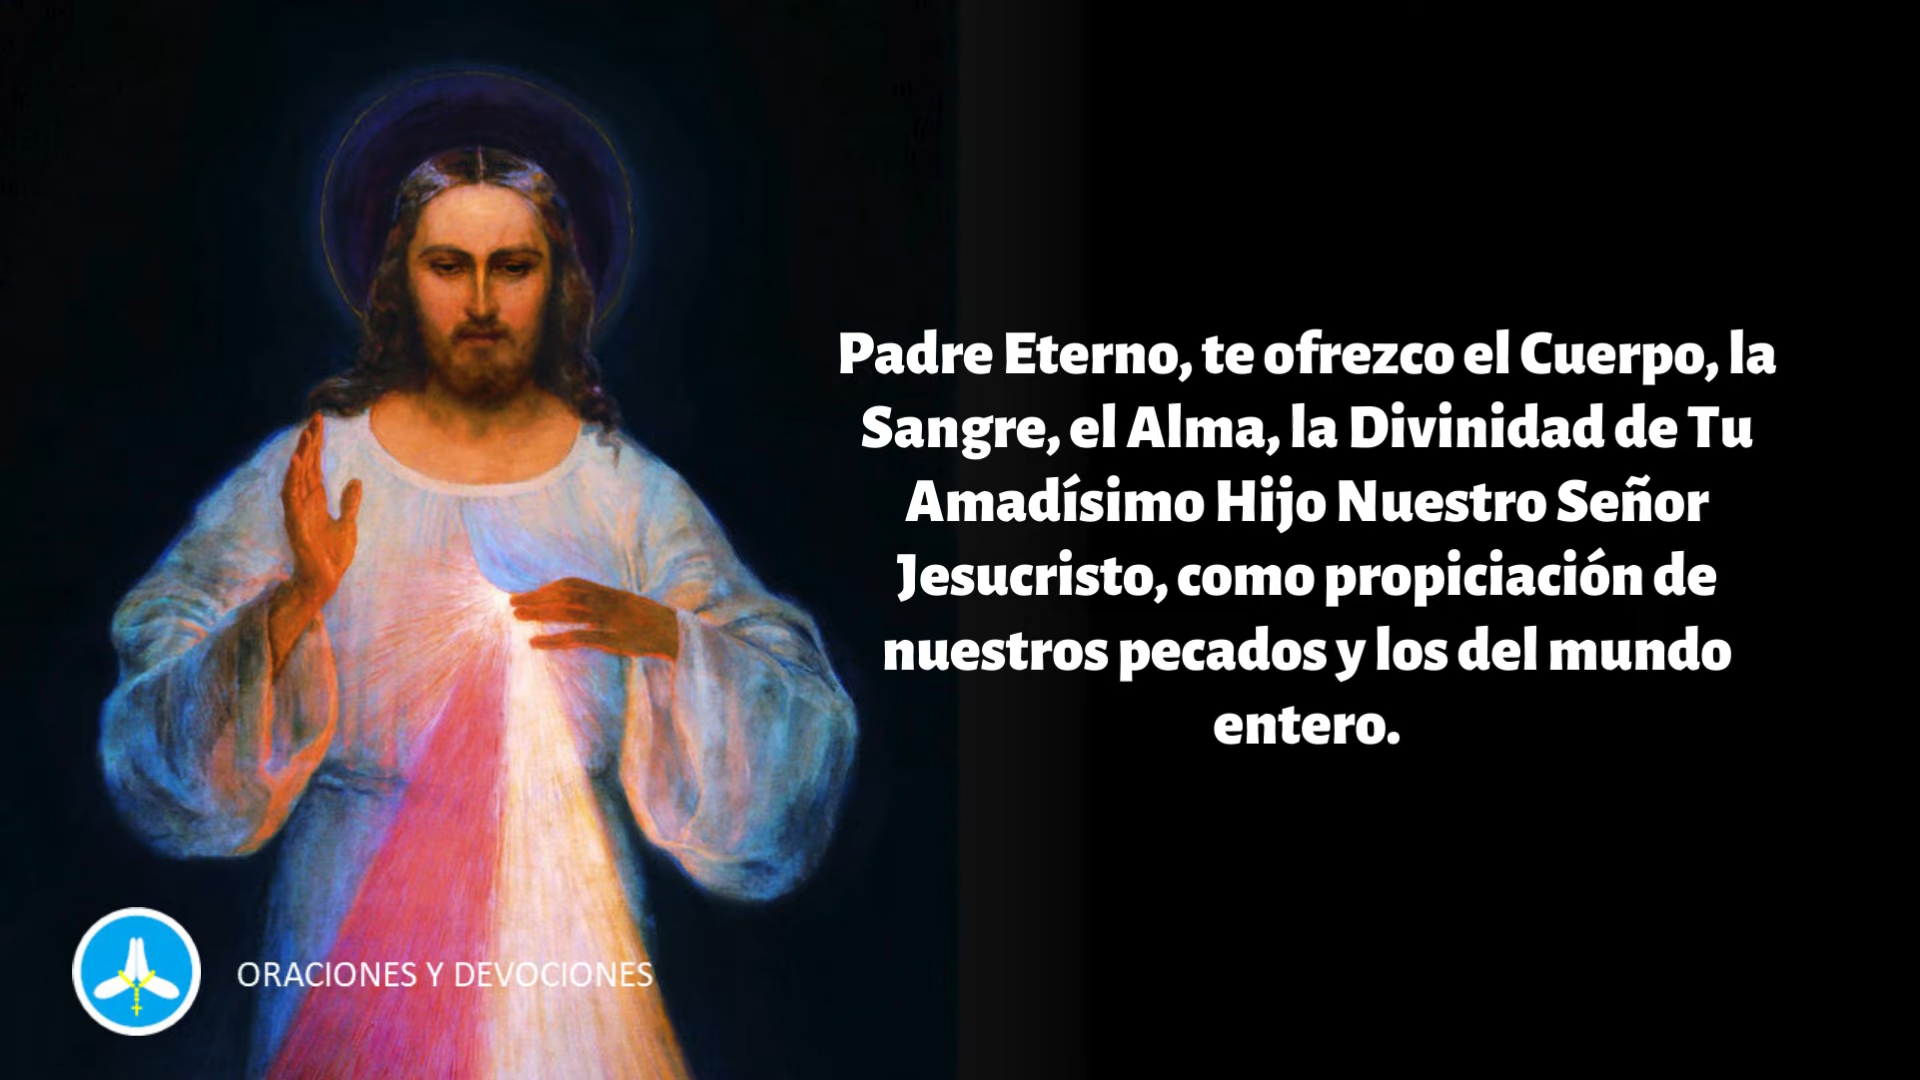 Padre Eterno, te ofrezco el Cuerpo, la
Sangre, el Alma, la Divinidad de Tu
Amadísimo Hijo Nuestro Señor
Jesucristo, como propiciación de
nuestros pecados y los del mundo
entero.
ORACIONES Y DEVOCIONES